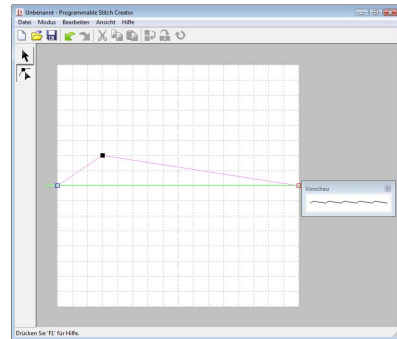 Unbenannt - Programmable Stitch Creator
Datei Modus Bearbeiten Ansicht Hilfe
Vorschau
Drücken Sie 'F1' für Hilfe.